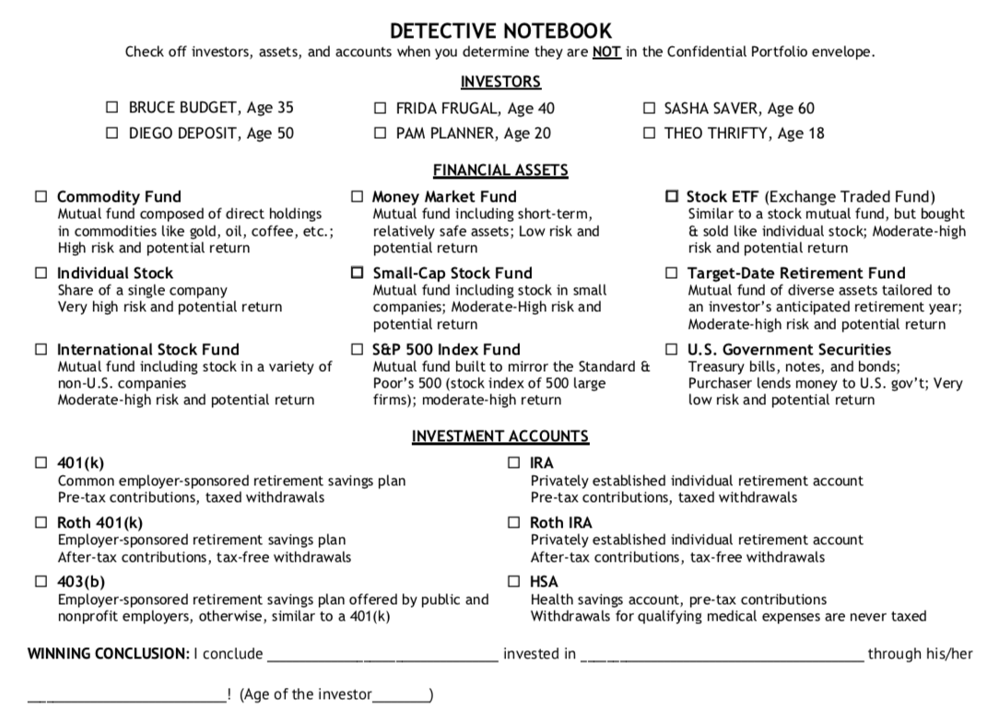 DETECTIVE NOTEBOOK
Check off investors, assets, and accounts when you determine they are NOT in the Confidential Portfolio envelope.
INVESTORS
☐ BRUCE BUDGET, Age 35
☐ FRIDA FRUGAL, Age 40
☐ SASHA SAVER, Age 60
☐ DIEGO DEPOSIT, Age 50
☐ PAM PLANNER, Age 20
☐ THEO THRIFTY, Age 18
FINANCIAL ASSETS
☐ Commodity Fund
Mutual fund composed of direct holdings
in commodities like gold, oil, coffee, etc.;
High risk and potential return
☐ Money Market Fund
Mutual fund including short-term,
relatively safe assets; Low risk and
potential return
☐ Stock ETF (Exchange Traded Fund)
Similar to a stock mutual fund, but bought
& sold like individual stock; Moderate-high
risk and potential return
☐ Individual Stock
Share of a single company
Very high risk and potential return
☐ Small-Cap Stock Fund
Mutual fund including stock in small
companies; Moderate-High risk and
potential return
☐ Target-Date Retirement Fund
Mutual fund of diverse assets tailored to
an investor's anticipated retirement year;
Moderate-high risk and potential return
☐ International Stock Fund
Mutual fund including stock in a variety of
non-U.S. companies
Moderate-high risk and potential return
☐ S&P 500 Index Fund
Mutual fund built to mirror the Standard &
Poor's 500 (stock index of 500 large
firms); moderate-high return
☐ U.S. Government Securities
Treasury bills, notes, and bonds;
Purchaser lends money to U.S. gov't; Very
low risk and potential return
INVESTMENT ACCOUNTS
☐ 401(k)
Common employer-sponsored retirement savings plan
Pre-tax contributions, taxed withdrawals
☐ IRA
Privately established individual retirement account
Pre-tax contributions, taxed withdrawals
☐ Roth 401(k)
Employer-sponsored retirement savings plan
After-tax contributions, tax-free withdrawals
☐ Roth IRA
Privately established individual retirement account
After-tax contributions, tax-free withdrawals
☐ 403(b)
Employer-sponsored retirement savings plan offered by public and
nonprofit employers, otherwise, similar to a 401(k)
☐ HSA
Health savings account, pre-tax contributions
Withdrawals for qualifying medical expenses are never taxed
WINNING CONCLUSION: I conclude __________________________ invested in ________________________________ through his/her
______________________! (Age of the investor______)